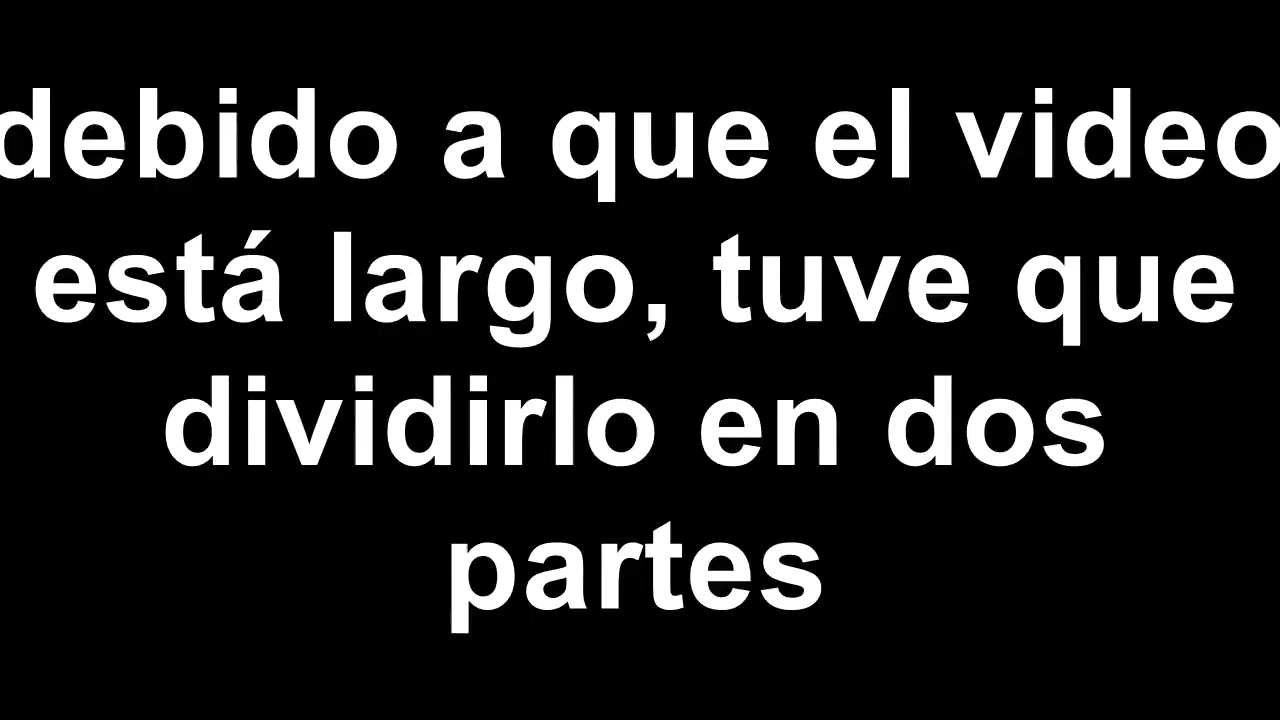 debido a que el video
está largo, tuve que
dividirlo en dos
partes